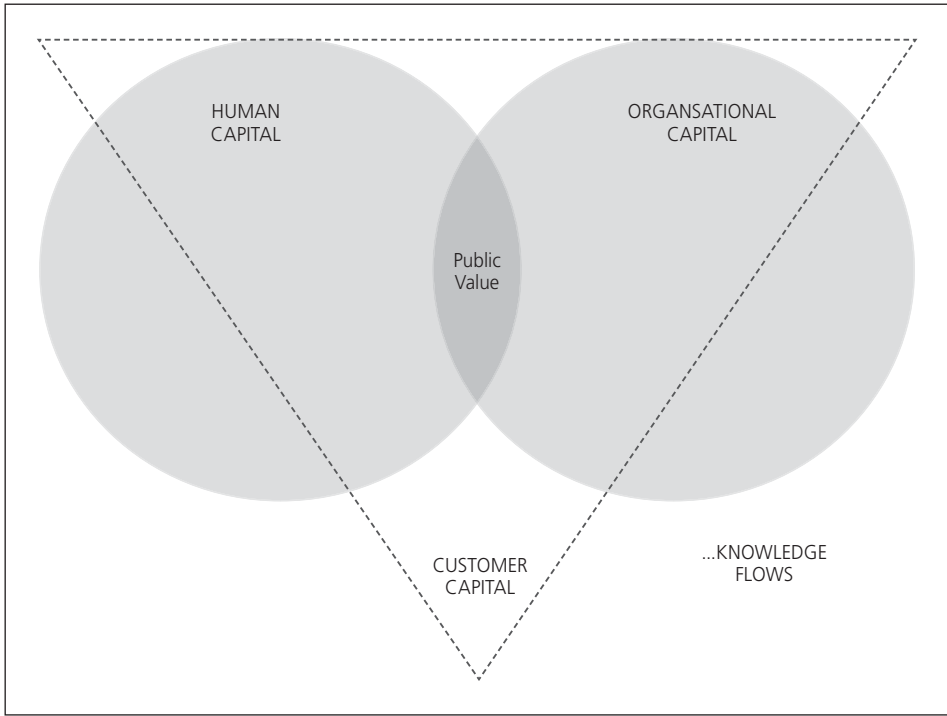 HUMAN
CAPITAL
ORGANSATIONAL
CAPITAL
Public
Value
CUSTOMER
CAPITAL
...KNOWLEDGE
FLOWS